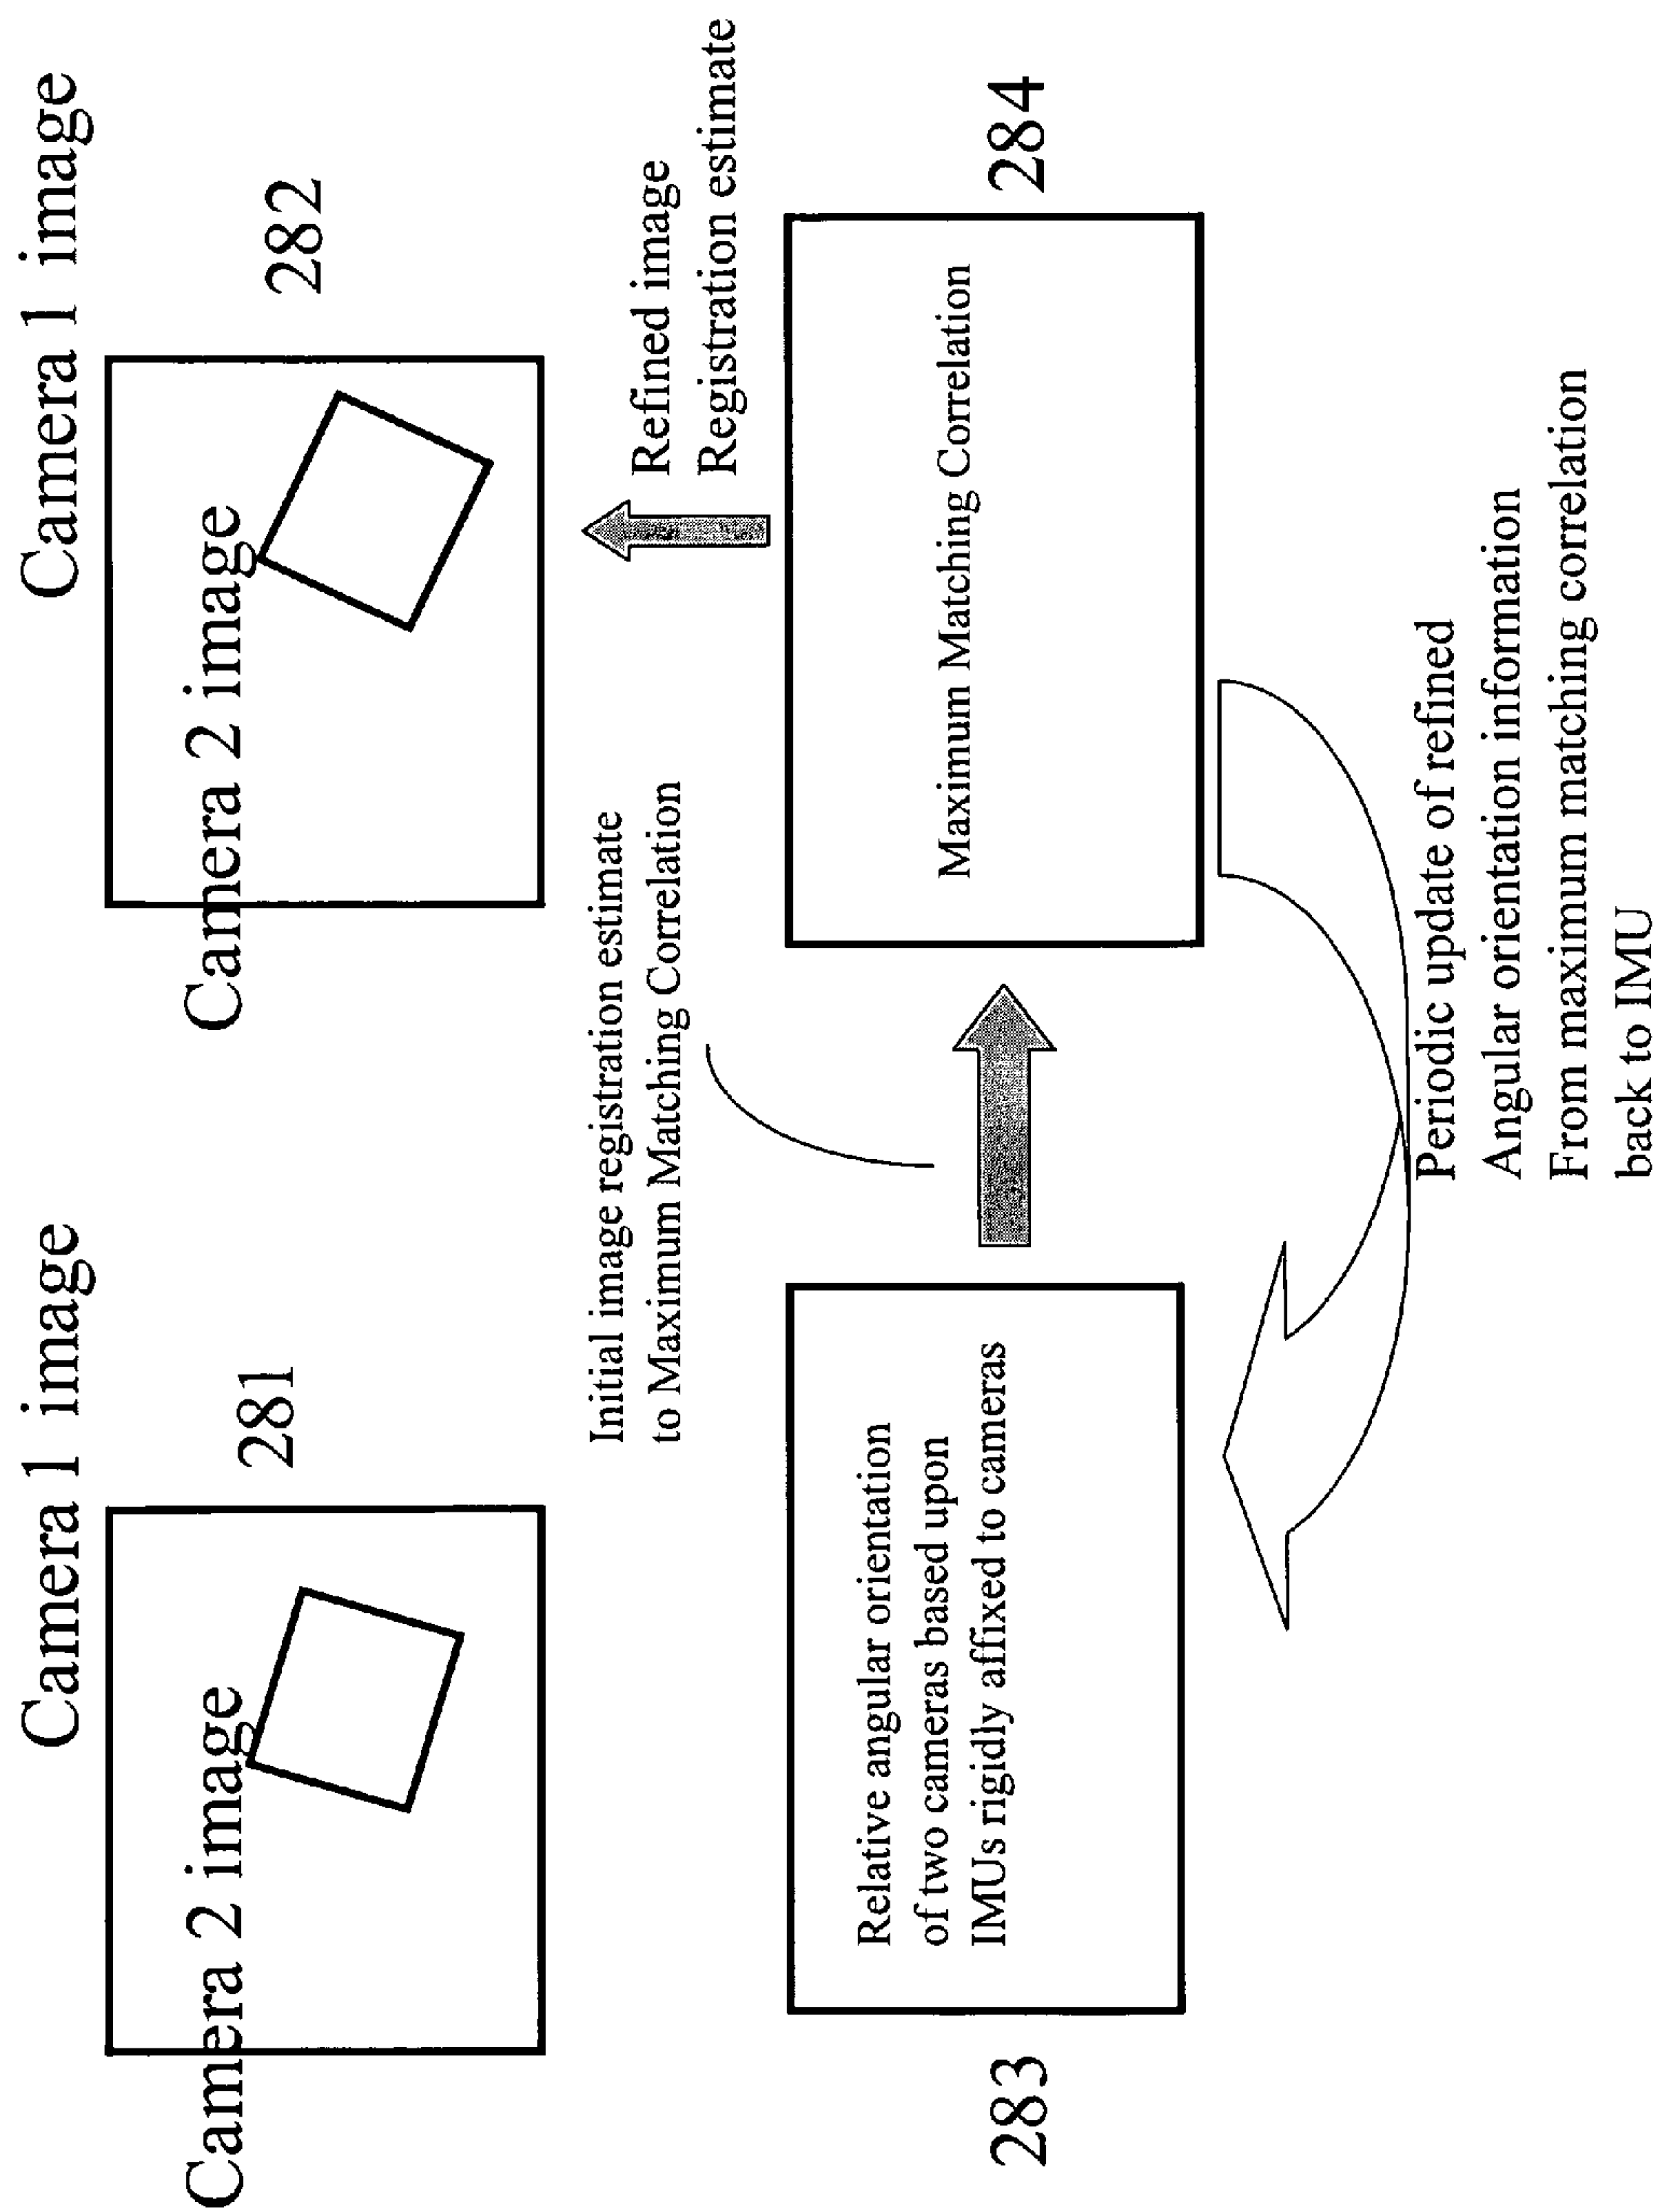 Camera 1 image
Camera 2 image
281
Camera 1 image
Camera 2 image
282
Initial image registration estimate
to Maximum Matching Correlation
Refined image
Registration estimate
283
Relative angular orientation
of two cameras based upon
IMUs rigidly affixed to cameras
Maximum Matching Correlation
284
Periodic update of refined
Angular orientation information
From maximum matching correlation
back to IMU